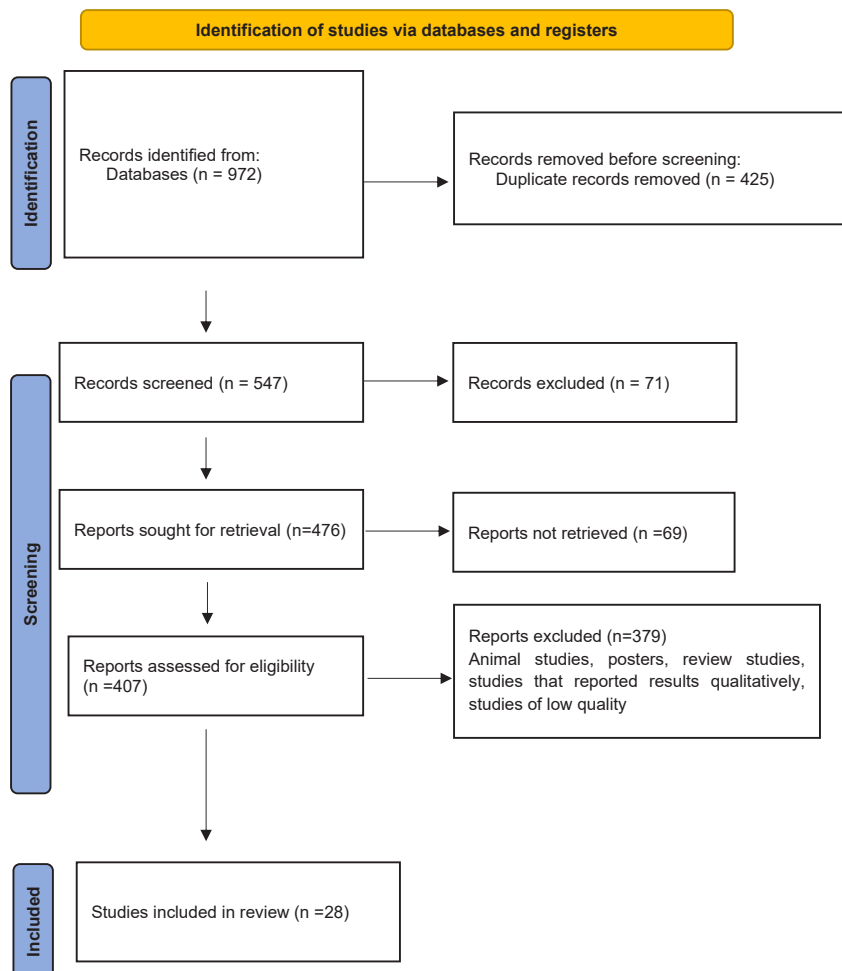 Identification of studies via databases and registers
Identification
Records identified from:
Databases (n = 972)
Records removed before screening:
Duplicate records removed (n = 425)
Screening
Records screened (n = 547)
Records excluded (n = 71)
Reports sought for retrieval (n=476)
Reports not retrieved (n =69)
Reports assessed for eligibility
(n =407)
Reports excluded (n=379)
Animal studies, posters, review studies,
studies that reported results qualitatively,
studies of low quality
Included
Studies included in review (n =28)